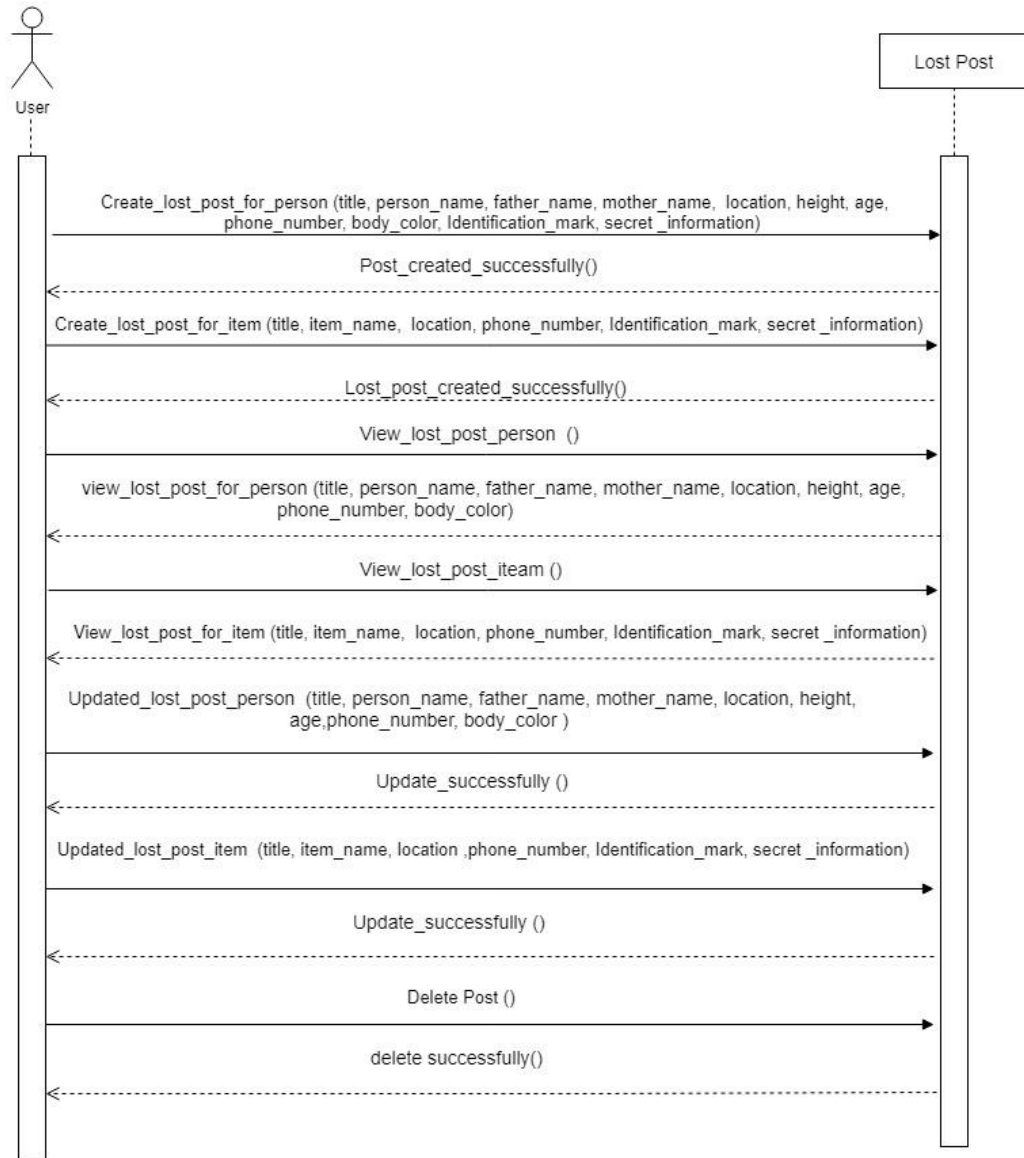 User
Lost Post
Create_lost_post_for_person (title, person_name, father_name, mother_name,  location, height, age,
phone_number, body_color, Identification_mark, secret _information)
Post_created_successfully()
Create_lost_post_for_item (title, item_name,  location, phone_number, Identification_mark, secret _information)
Lost_post_created_successfully()
View_lost_post_person  ()
view_lost_post_for_person (title, person_name, father_name, mother_name, location, height, age,
phone_number, body_color)
View_lost_post_iteam ()
View_lost_post_for_item (title, item_name,  location, phone_number, Identification_mark, secret _information)
Updated_lost_post_person  (title, person_name, father_name, mother_name, location, height,
age,phone_number, body_color )
Update_successfully ()
Updated_lost_post_item  (title, item_name, location ,phone_number, Identification_mark, secret _information)
Update_successfully ()
Delete Post ()
delete successfully()